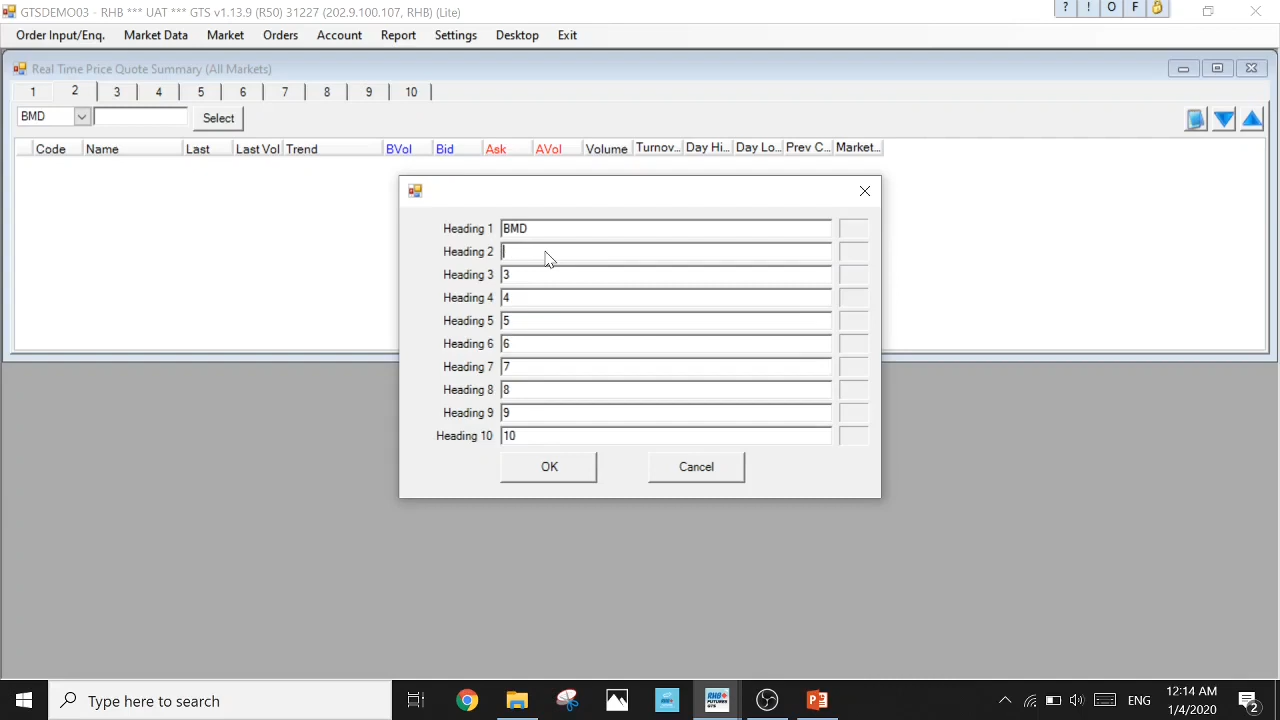 GTSDEMO03 - RHB *** UAT *** GTS v1.13.9 (R50) 31227 (202.9.100.107, RHB) (Lite)
? ! O F
Order Input/Enq. Market Data Market Orders Account Report Settings Desktop Exit
Real Time Price Quote Summary (All Markets)
1 2 3 4 5 6 7 8 9 10
BMD Select
Code Name Last Last Vol Trend BVol Bid Ask AVol Volume Turnov... Day Hi... Day Lo... Prev C... Market...
Heading 1 BMD
Heading 2
Heading 3 3
Heading 4 4
Heading 5 5
Heading 6 6
Heading 7 7
Heading 8 8
Heading 9 9
Heading 10 10
OK Cancel
Type here to search
RHB
FUTURES
GTS
ENG
12:14 AM
1/4/2020
2